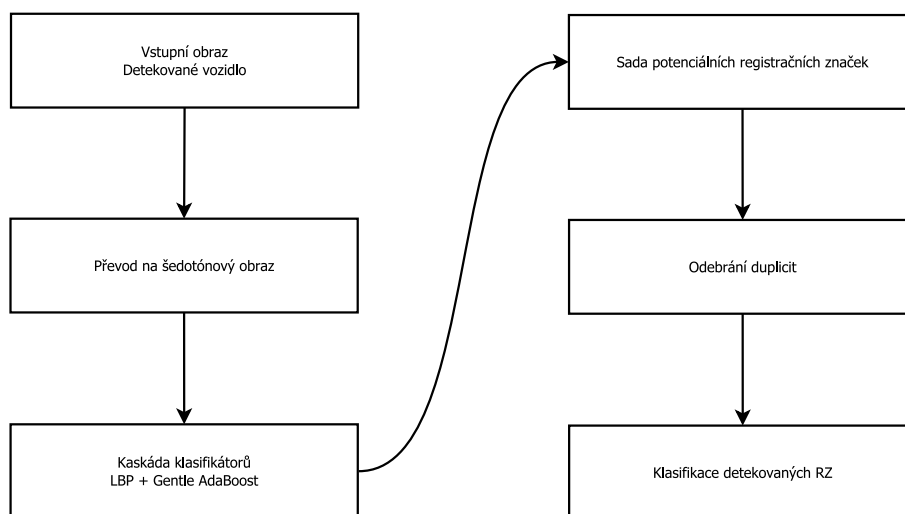 Vstupní obraz
Detekované vozidlo
Převod na šedotónový obraz
Kaskáda klasifikátorů
LBP + Gentle AdaBoost
Sada potenciálních registračních značek
Odebrání duplicit
Klasifikace detekovaných RZ